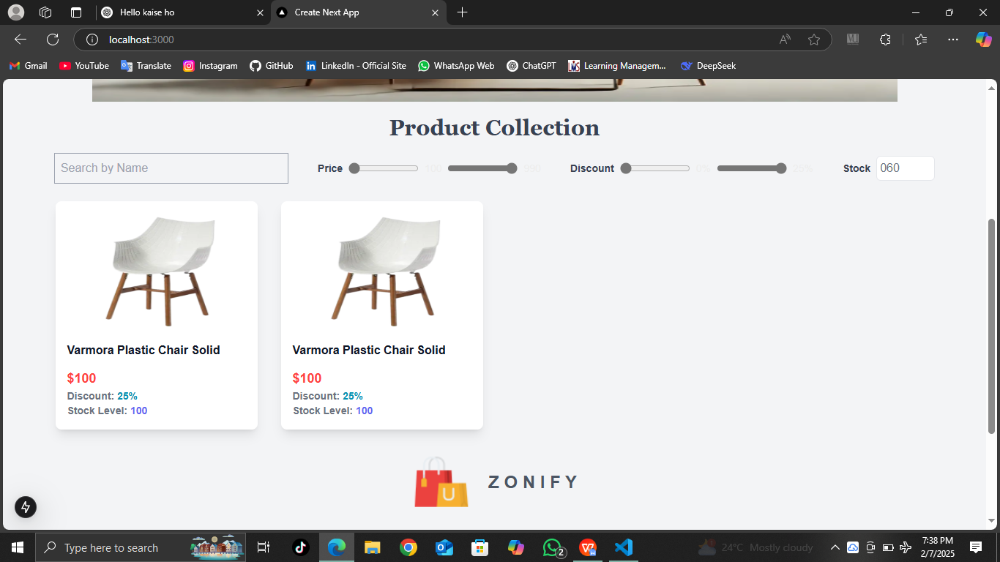 Hello kaise ho
Create Next App
localhost:3000
Gmail
YouTube
Translate
Instagram
GitHub
LinkedIn - Official Site
WhatsApp Web
ChatGPT
Learning Managem...
DeepSeek
Product Collection
Search by Name
Price
100
996
Discount
0%
25%
Stock
060
Varmora Plastic Chair Solid
$100
Discount: 25%
Stock Level: 100
Varmora Plastic Chair Solid
$100
Discount: 25%
Stock Level: 100
U
ZONIFY
Type here to search
2
24°C Mostly cloudy
7:38 PM
2/7/2025